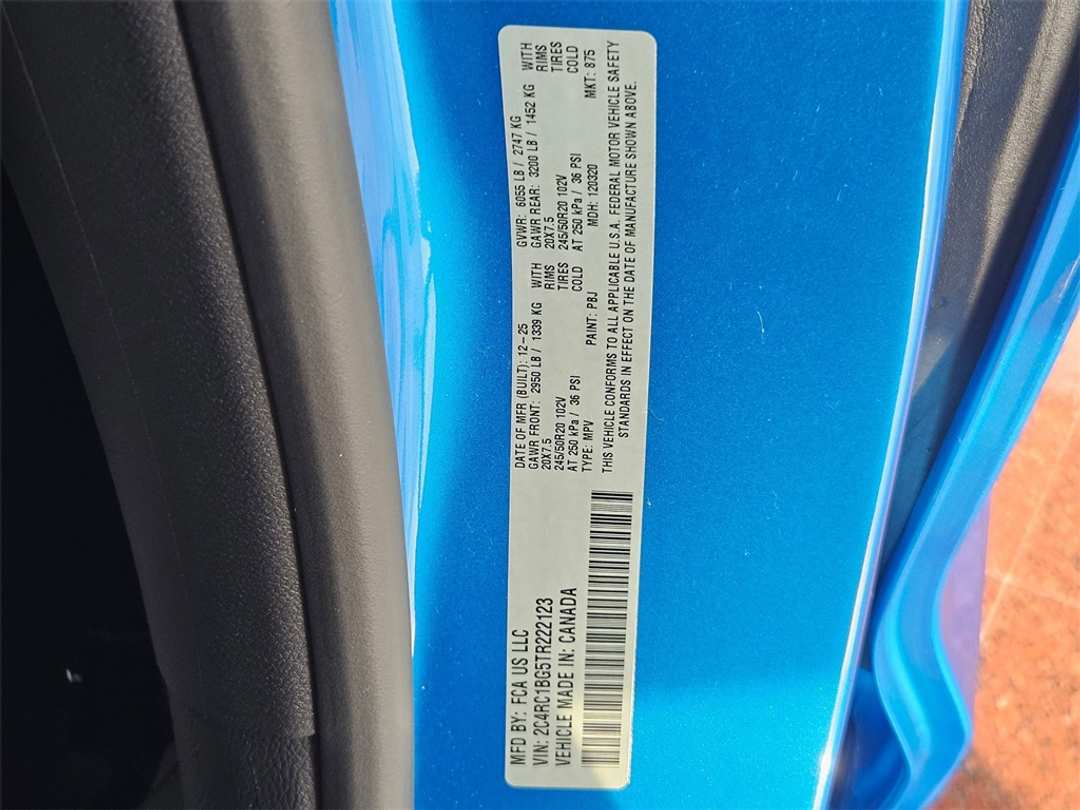 MFD BY: FCA US LLC
VIN: 2C4RC1BG5TR222123
VEHICLE MADE IN: CANADA
DATE OF MFR (BUILT): 12-25 GVWR: 6055 LB / 2747 KG
GAWR FRONT: 2950 LB / 1339 KG WITH GAWR REAR: 3200 LB / 1452 KG WITH
20X7.5 RIMS 20X7.5 RIMS
245/50R20 102V TIRES 245/50R20 102V TIRES
AT 250 kPa / 36 PSI COLD AT 250 kPa / 36 PSI COLD
TYPE: MPV PAINT: PBJ MDH: 120320 MKT: 875
THIS VEHICLE CONFORMS TO ALL APPLICABLE U.S.A. FEDERAL MOTOR VEHICLE SAFETY
STANDARDS IN EFFECT ON THE DATE OF MANUFACTURE SHOWN ABOVE.